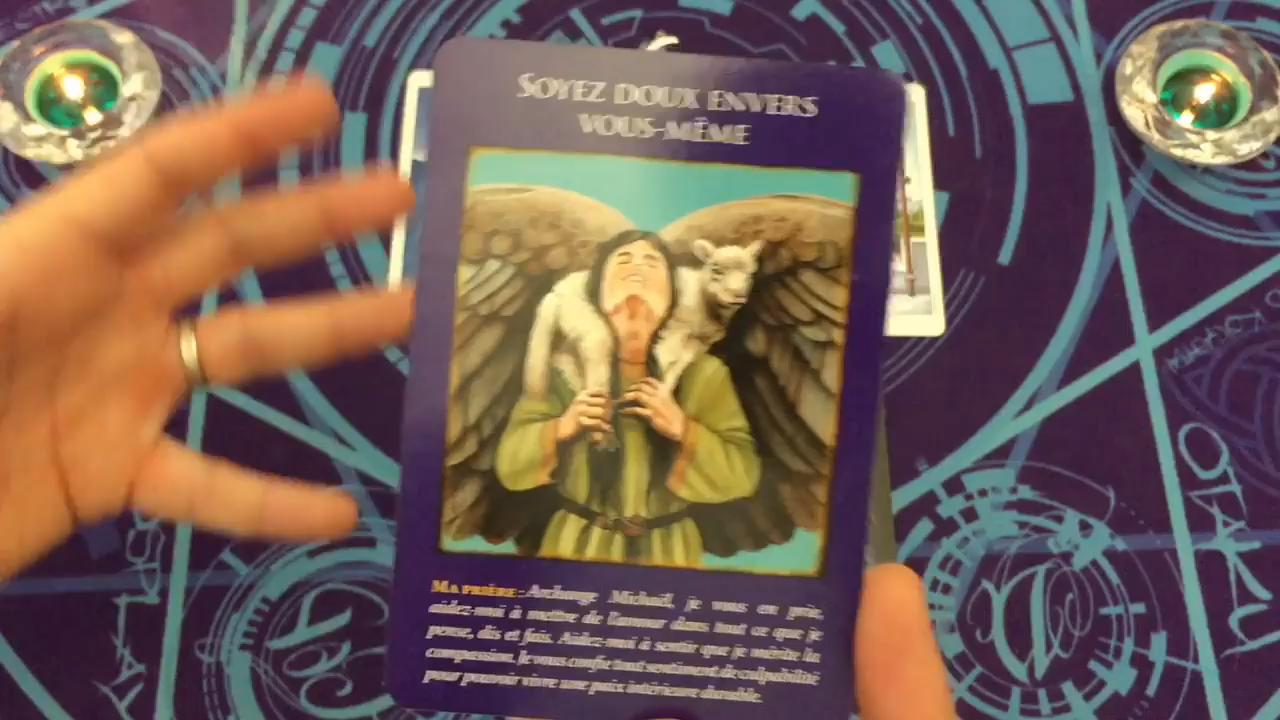 SOYEZ DOUX ENVERS
VOUS-MÊME
MA PRIÈRE : Archange Michaël, je vous en prie,
aidez-moi à mettre de l'amour dans tout ce que je
pense, dis et fais. Aidez-moi à sentir que je mérite la
compassion. Je vous confie tout sentiment de culpabilité
pour pouvoir vivre une paix intérieure durable.
OTAKU